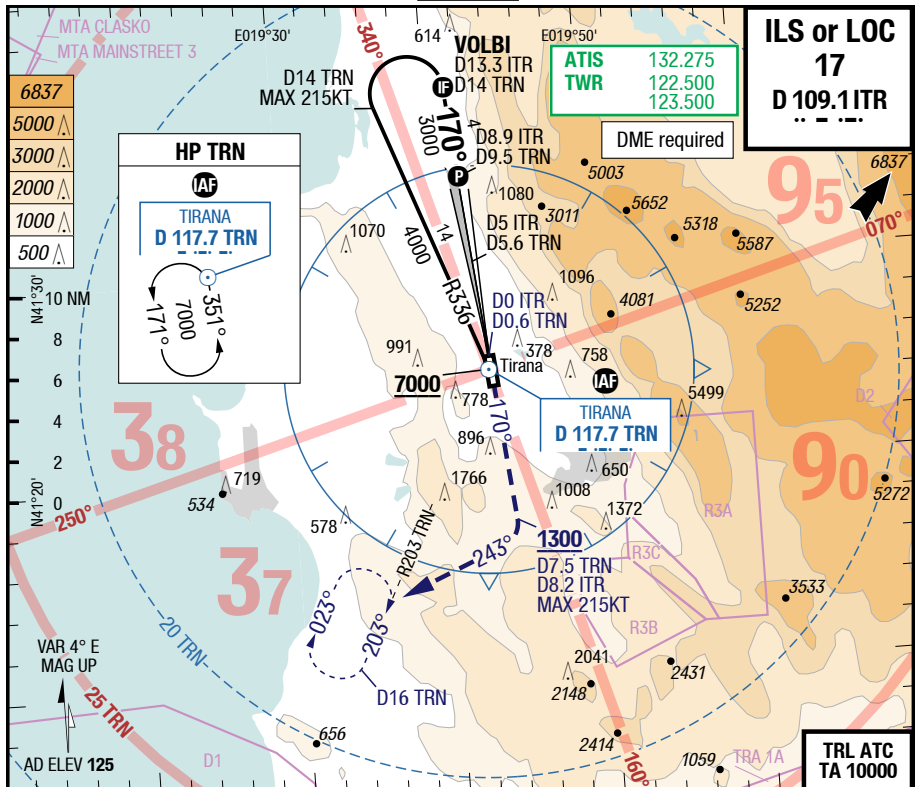 MTA CLASKO
MTA MAINSTREET 3
E019°30'
340°
614
VOLBI
D13.3 ITR
D14 TRN
IF
E019°50'
ATIS 132.275
TWR 122.500
123.500
ILS or LOC
17
D 109.1 ITR
DME required
D14 TRN
MAX 215KT
6837
5000
3000
2000
1000
500
HP TRN
IAF
TIRANA
D 117.7 TRN
351°
7000
171°
170°
4
3000
D8.9 ITR
D9.5 TRN
P
1080
3011
5003
5652
5318
5587
5252
95
6837
070°
1070
14
4000
R336
D5 ITR
D5.6 TRN
1096
4081
D0 ITR
D0.6 TRN
378
758
Tirana
IAF
TIRANA
D 117.7 TRN
5499
991
7000
778
170°
896
1766
650
1008
1372
1
R3A
R3C
R3B
D2
90
5272
N41°30'
10 NM
8
6
4
2
0
N41°20'
38
719
534
250°
578
R203 TRN
243°
1300
D7.5 TRN
D8.2 ITR
MAX 215KT
37
023°
203°
D16 TRN
20 TRN
25 TRN
3533
2041
2148
2431
2414
160°
1059
TRA 1A
VAR 4° E
MAG UP
AD ELEV 125
D1
656
TRL ATC
TA 10000